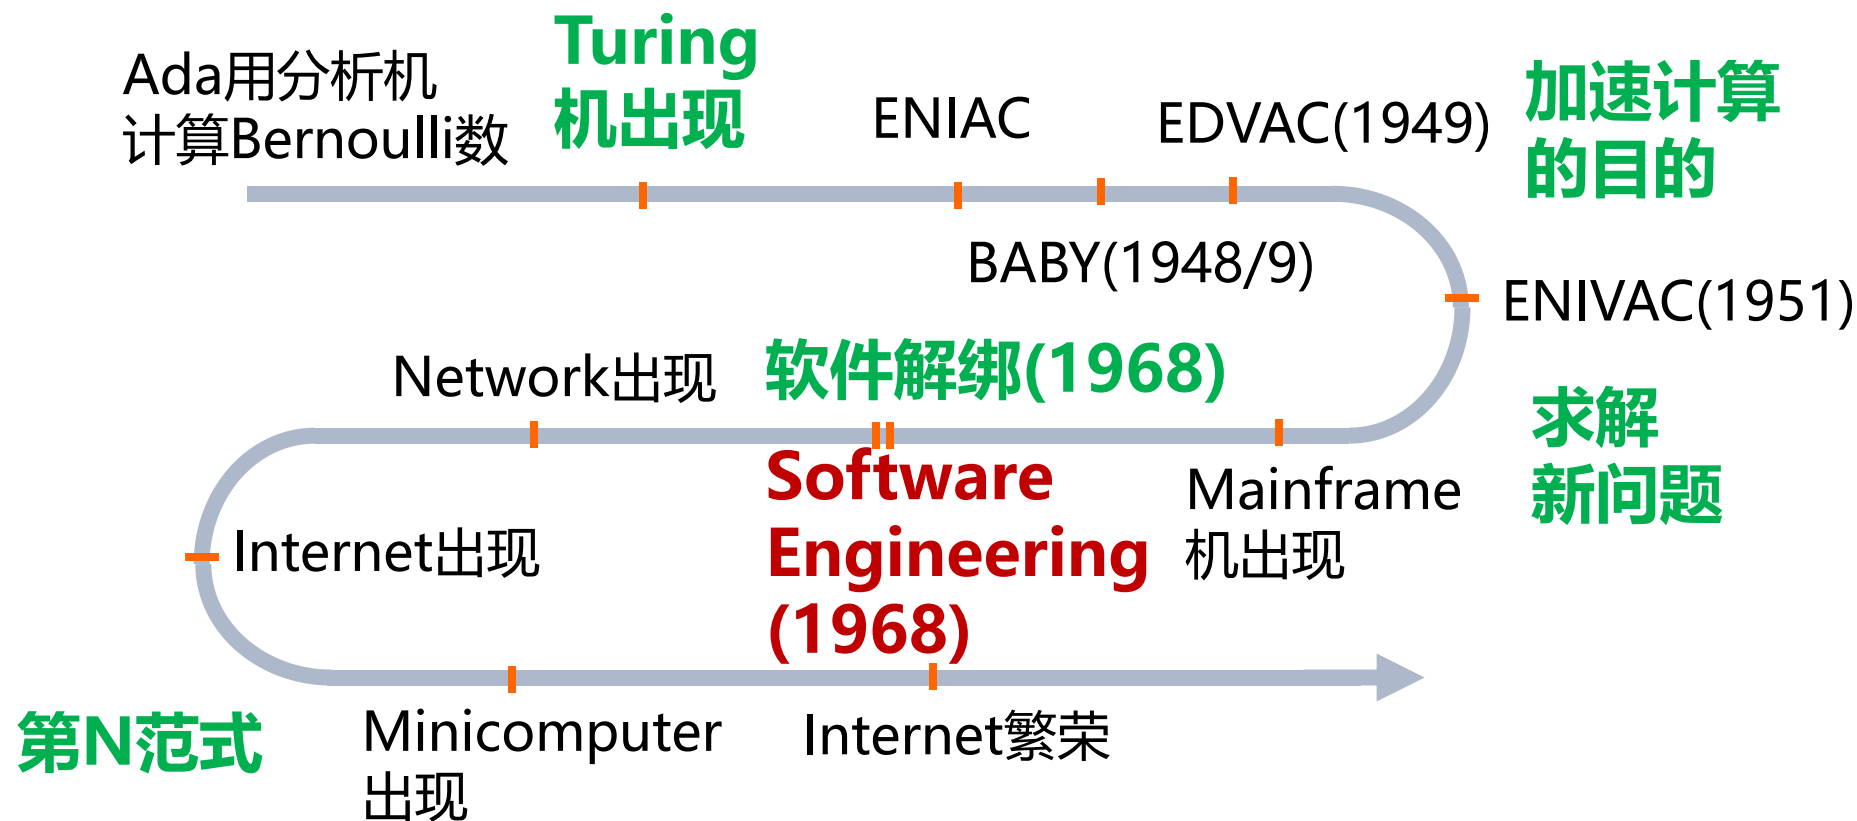 Ada用分析机
计算Bernoulli数
Turing
机出现
ENIAC
EDVAC(1949)
加速计算
的目的
BABY(1948/9)
ENIVAC(1951)
Network出现
软件解绑(1968)
求解
新问题
Software
Engineering
(1968)
Mainframe
机出现
Internet出现
第N范式
Minicomputer
出现
Internet繁荣